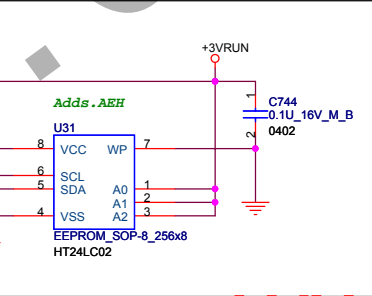 +3VRUN
Adds.AEH
C744
0.1U_16V_M_B
0402
1
2
U31
8 VCC WP 7
6 SCL
5 SDA A0 1
A1 2
4 VSS A2 3
EEPROM_SOP-8_256x8
HT24LC02